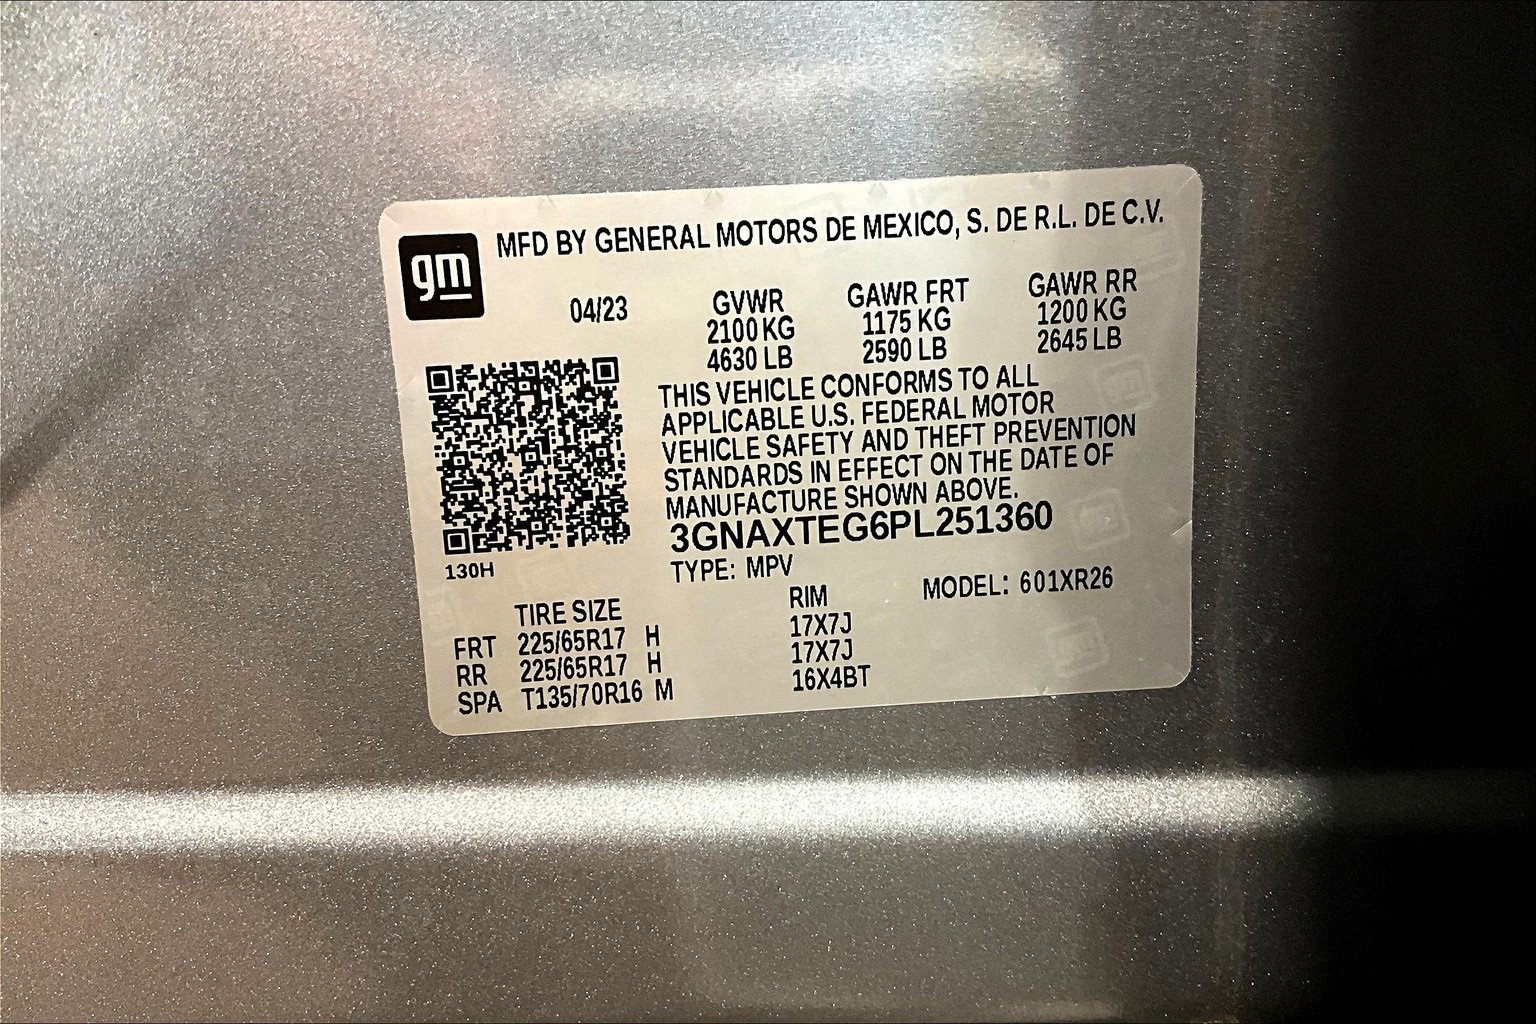 gm
MFD BY GENERAL MOTORS DE MEXICO, S. DE R.L. DE C.V.
04/23 GVWR GAWR FRT GAWR RR
2100 KG 1175 KG 1200 KG
4630 LB 2590 LB 2645 LB
THIS VEHICLE CONFORMS TO ALL
APPLICABLE U.S. FEDERAL MOTOR
VEHICLE SAFETY AND THEFT PREVENTION
STANDARDS IN EFFECT ON THE DATE OF
MANUFACTURE SHOWN ABOVE.
3GNAXTEG6PL251360
130H
TYPE: MPV MODEL: 601XR26
TIRE SIZE RIM
FRT 225/65R17 H 17X7J
RR 225/65R17 H 17X7J
SPA T135/70R16 M 16X4BT